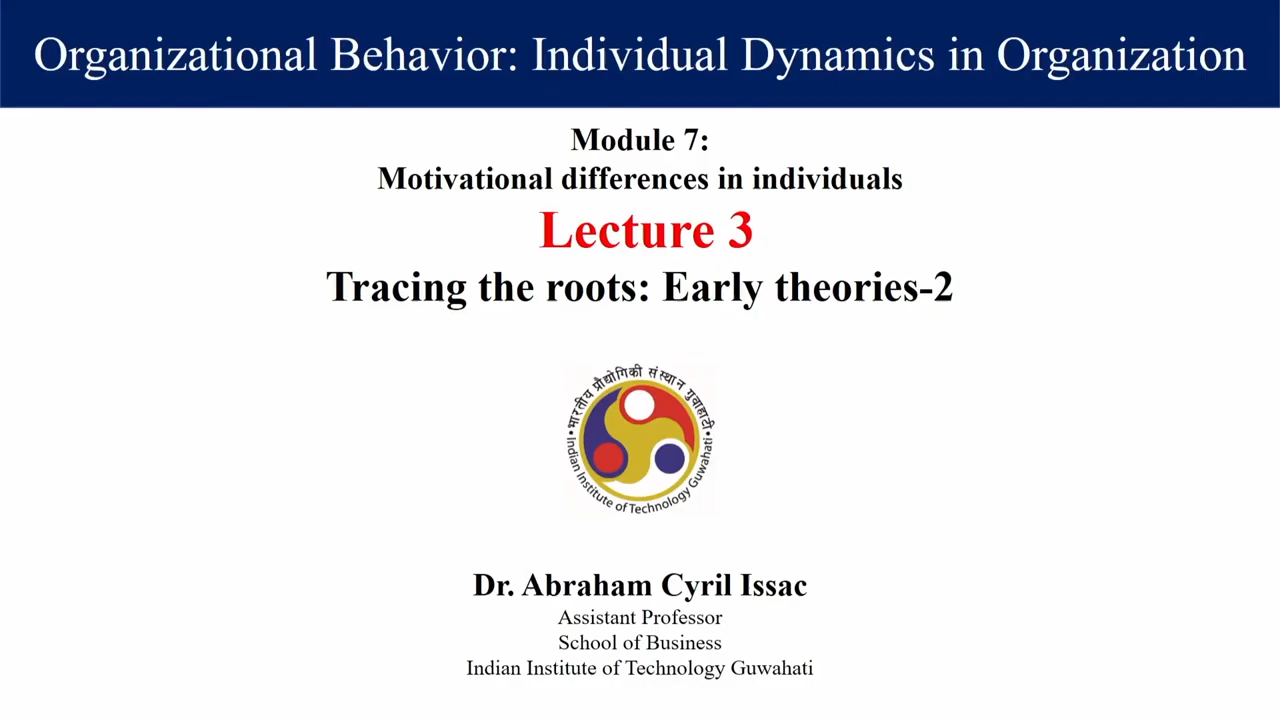 Organizational Behavior: Individual Dynamics in Organization
Module 7:
Motivational differences in individuals
Lecture 3
Tracing the roots: Early theories-2
भारतीय प्रौद्योगिकी संस्थान गुवाहाटी
Indian Institute of Technology Guwahati
Dr. Abraham Cyril Issac
Assistant Professor
School of Business
Indian Institute of Technology Guwahati